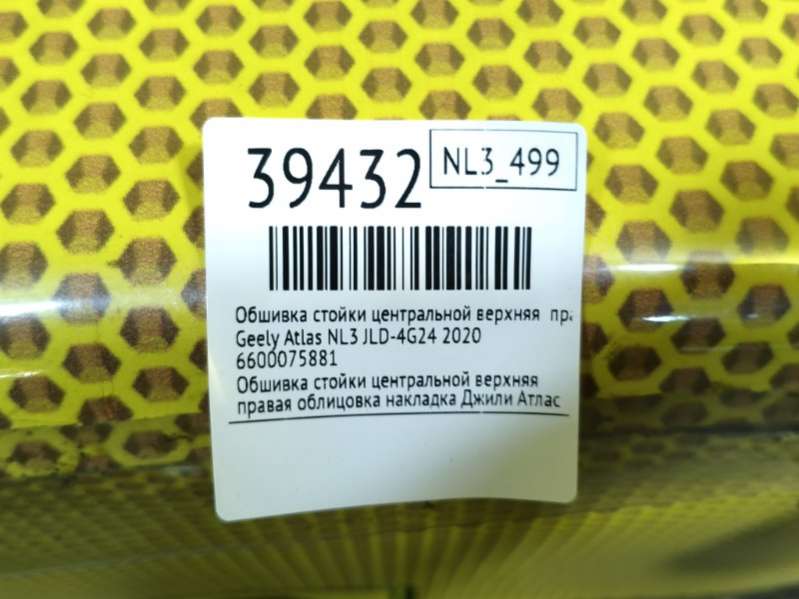 39432
NL3_499
Обшивка стойки центральной верхняя
Geely Atlas NL3 JLD-4G24 2020
6600075881
Обшивка стойки центральной верхняя
правая облицовка накладка Джили Атлас